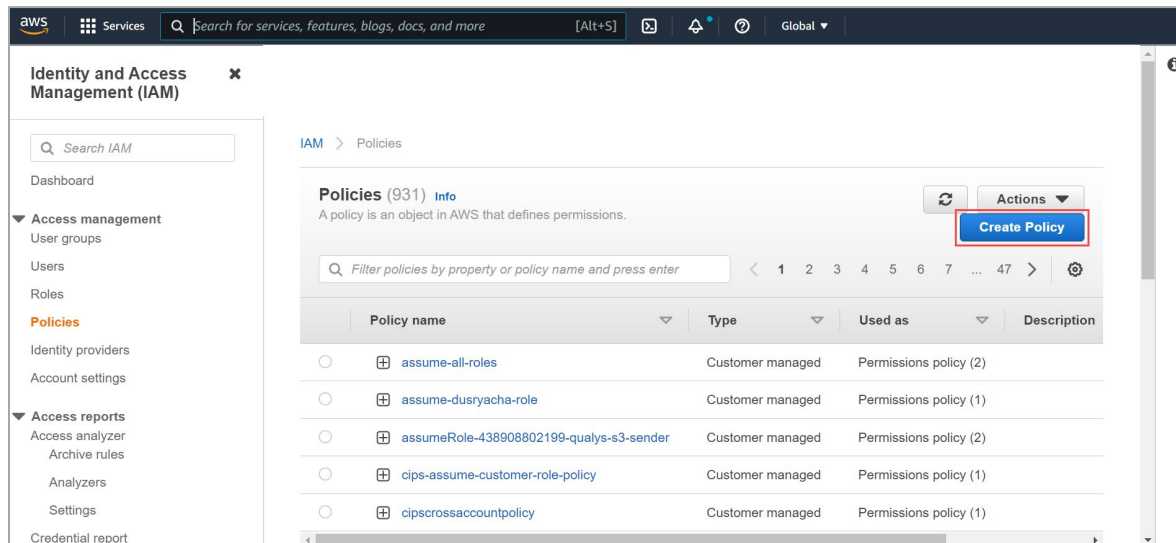 aws
Services
Search for services, features, blogs, docs, and more
[Alt+S]
Global ▼
Identity and Access
Management (IAM)
Search IAM
Dashboard
Access management
User groups
Users
Roles
Policies
Identity providers
Account settings
Access reports
Access analyzer
Archive rules
Analyzers
Settings
Credential report
IAM > Policies
Policies (931) Info
A policy is an object in AWS that defines permissions.
Actions ▼
Create Policy
Filter policies by property or policy name and press enter
< 1 2 3 4 5 6 7 ... 47 >
Policy name Type Used as Description
assume-all-roles Customer managed Permissions policy (2)
assume-dusryacha-role Customer managed Permissions policy (1)
assumeRole-438908802199-qualys-s3-sender Customer managed Permissions policy (2)
cips-assume-customer-role-policy Customer managed Permissions policy (1)
cipscrossaccountpolicy Customer managed Permissions policy (1)